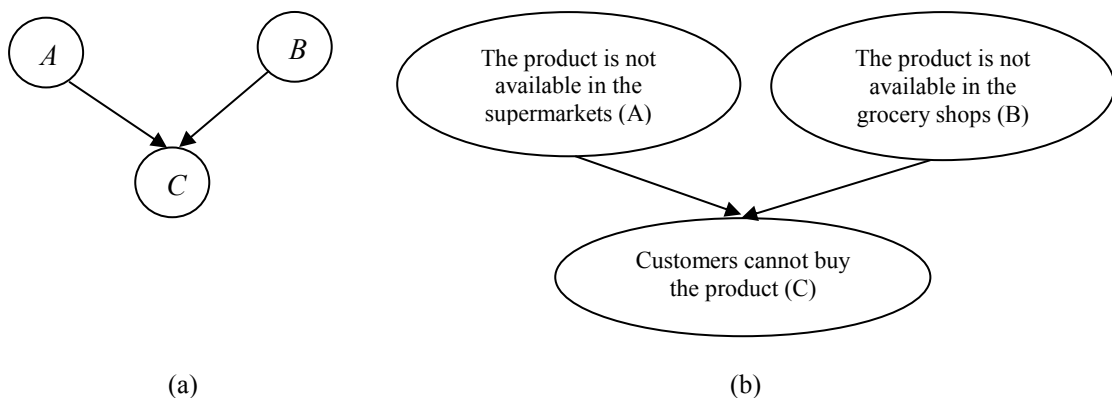 A
B
C
The product is not
available in the
supermarkets (A)
The product is not
available in the
grocery shops (B)
Customers cannot buy
the product (C)
(a)
(b)